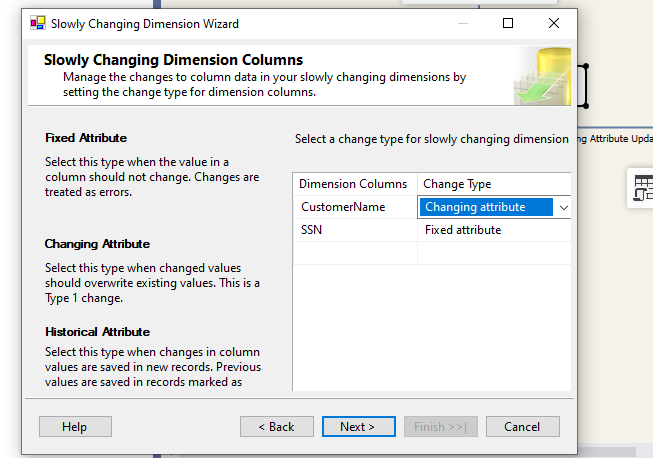 Slowly Changing Dimension Wizard
Slowly Changing Dimension Columns
Manage the changes to column data in your slowly changing dimensions by
setting the change type for dimension columns.
Fixed Attribute
Select this type when the value in a
column should not change. Changes are
treated as errors.
Changing Attribute
Select this type when changed values
should overwrite existing values. This is a
Type 1 change.
Historical Attribute
Select this type when changes in column
values are saved in new records. Previous
values are saved in records marked as
Select a change type for slowly changing dimension
Dimension Columns Change Type
CustomerName Changing attribute
SSN Fixed attribute
ng Attribute Upda
Help < Back Next > Finish >>| Cancel